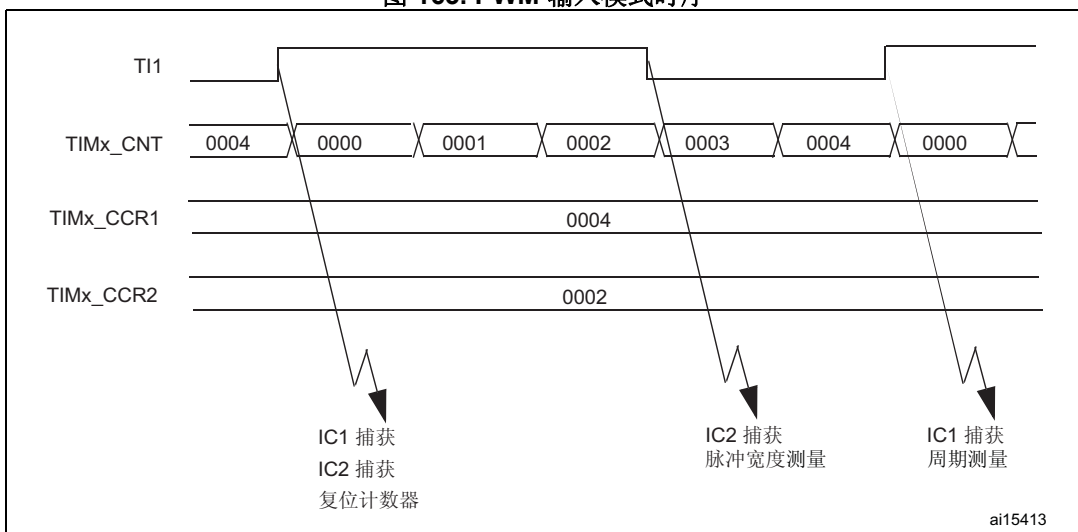 TI1
TIMx_CNT 0004 0000 0001 0002 0003 0004 0000
TIMx_CCR1 0004
TIMx_CCR2 0002
IC1 捕获
IC2 捕获
复位计数器
IC2 捕获
脉冲宽度测量
IC1 捕获
周期测量
ai15413